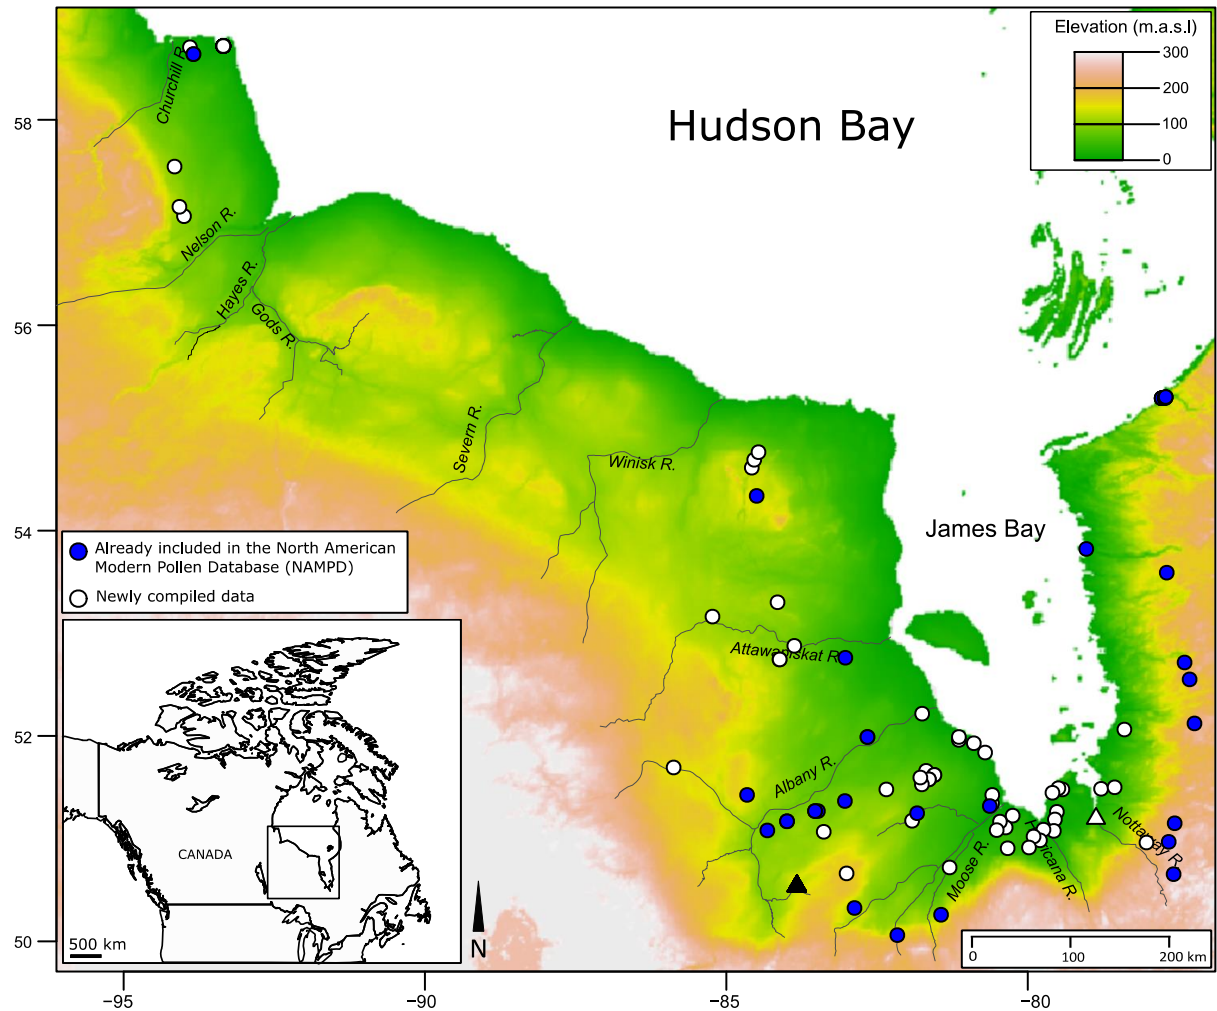 Elevation (m.a.s.l)
300
200
100
0
Hudson Bay
Churchill R.
Nelson R.
Hayes R.
Gods R.
Severn R.
Winisk R.
James Bay
Attawapiskat R.
Albany R.
Moose R.
Nottaway R.
58
56
54
52
50
Already included in the North American
Modern Pollen Database (NAMPD)
Newly compiled data
CANADA
500 km
N
0 100 200 km
−95 −90 −85 −80